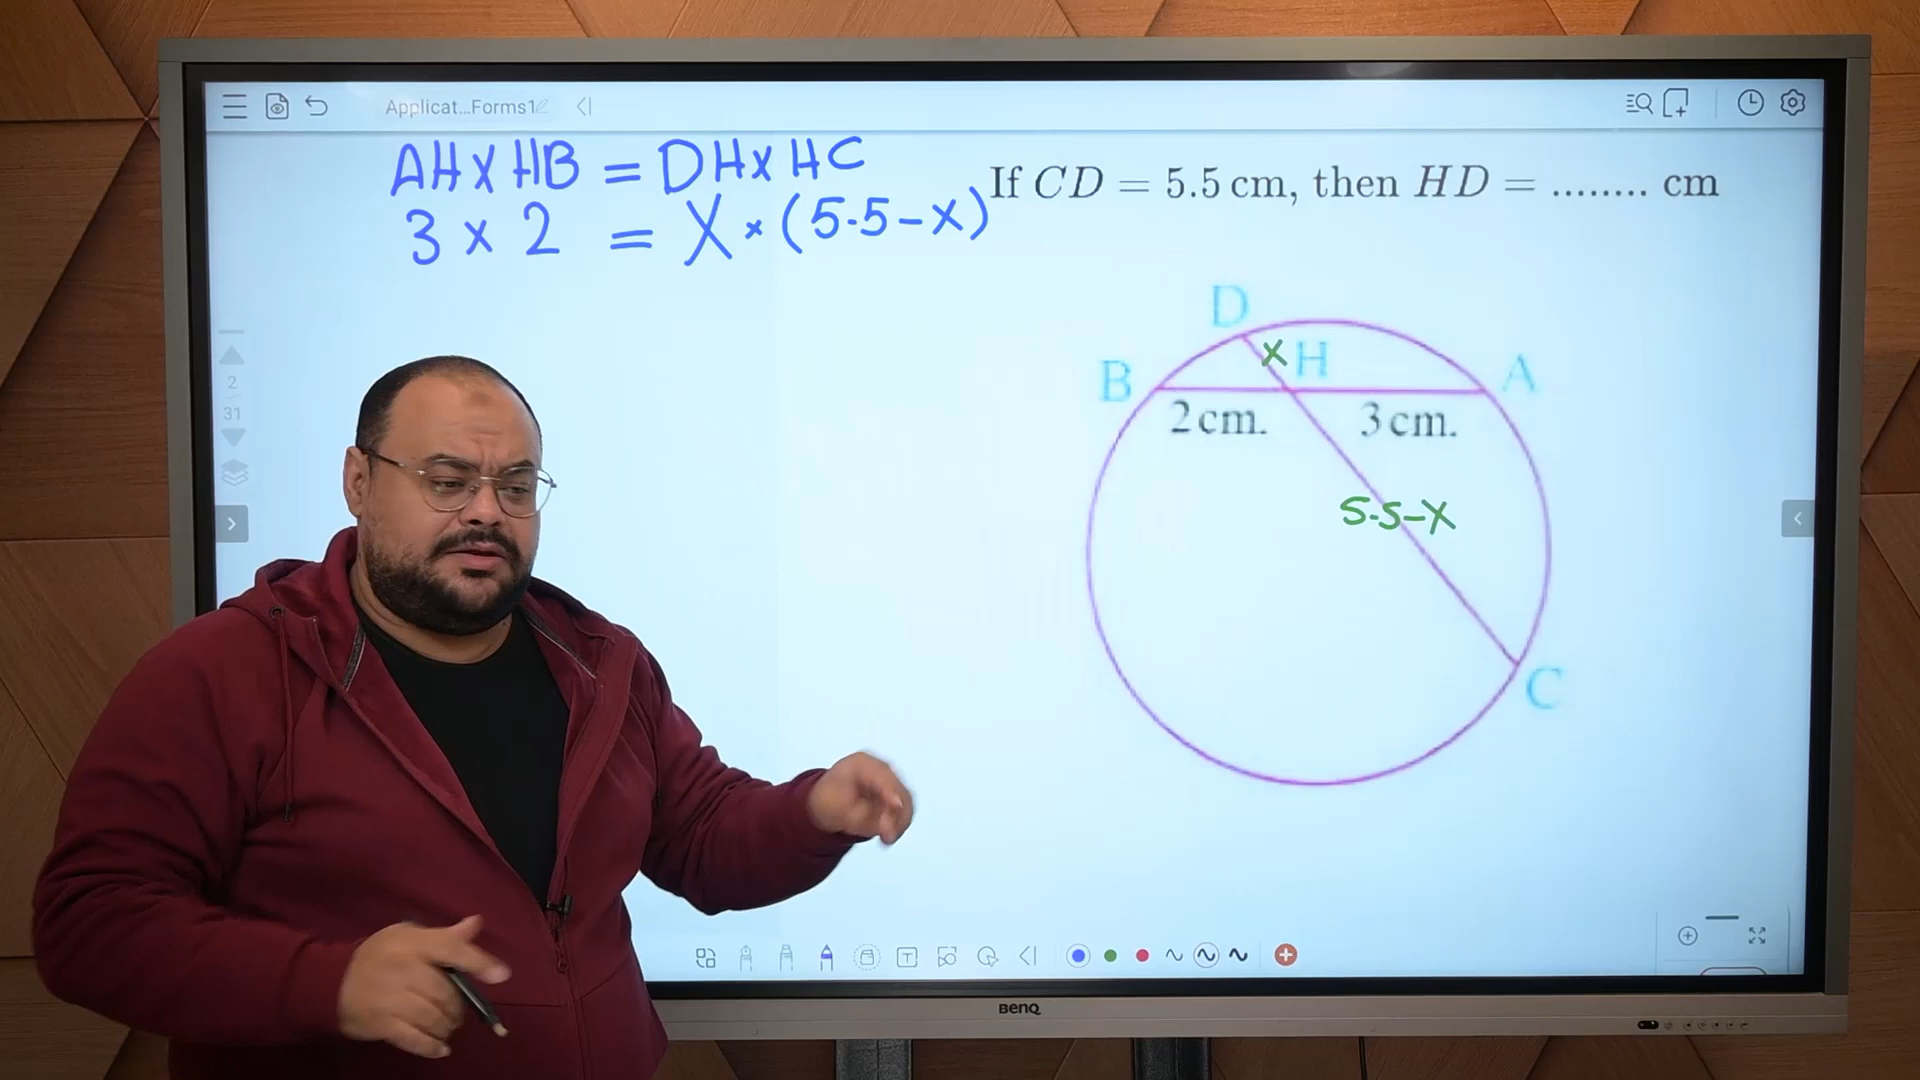 Applicat...Forms1
AH X HB = DH X HC
3 x 2 = X × (5.5 - X)
If CD = 5.5 cm, then HD = ........ cm
D
X
H
B
A
2 cm.
3 cm.
5.5 - X
C
2
31
BenQ